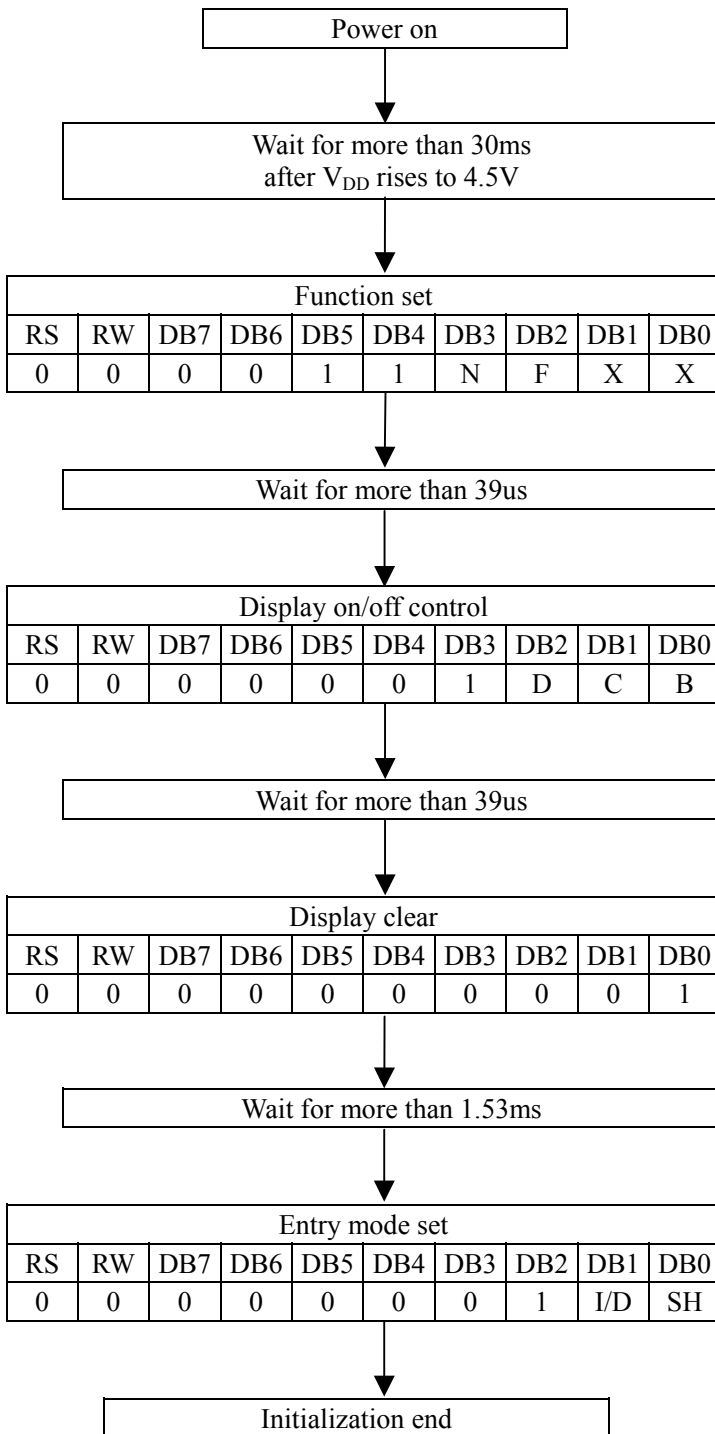 Power on
Wait for more than 30ms
after VDD rises to 4.5V
Function set
RS RW DB7 DB6 DB5 DB4 DB3 DB2 DB1 DB0
0 0 0 0 1 1 N F X X
Wait for more than 39us
Display on/off control
RS RW DB7 DB6 DB5 DB4 DB3 DB2 DB1 DB0
0 0 0 0 0 0 1 D C B
Wait for more than 39us
Display clear
RS RW DB7 DB6 DB5 DB4 DB3 DB2 DB1 DB0
0 0 0 0 0 0 0 0 0 1
Wait for more than 1.53ms
Entry mode set
RS RW DB7 DB6 DB5 DB4 DB3 DB2 DB1 DB0
0 0 0 0 0 0 0 1 I/D SH
Initialization end